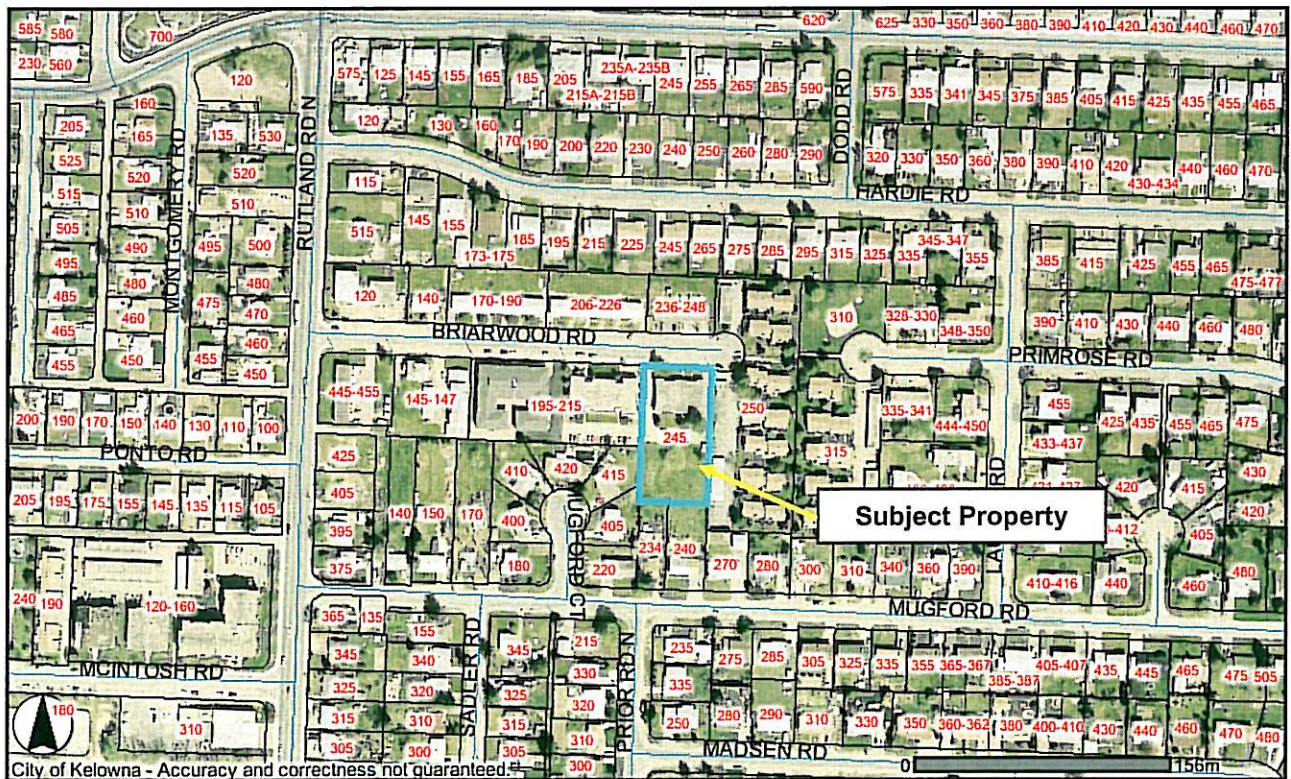 585 580 700 620 625 330 350 360 380 390 410 420 430 440 460 470
230 560
120 575 125 145 155 165 185 205 235A-235B 245 255 265 285 590 575 335 341 345 375 385 405 415 425 435 455 465
215A-215B
160
205 165 135 530 120 130 160 170 190 200 220 230 240 250 260 280 290 DODD RD 320 330 350 360 380 390 410 420 430-434 440 460 470
525 520 520
MONTGOMERY RD
RUTLAND RD N
HARDIE RD
515 510 510 115
505 490 495 500 515 145 155 173-175 185 195 215 225 245 265 275 285 295 315 325 335 345-347 355 385 415 425 455 465 475-477
495 480 480
485 460 475 470 120 140 170-190 206-226 236-248 310 328-330 348-350 390 410 430 440 460 480
465 460
BRIARWOOD RD
PRIMROSE RD
455 450 455 450
445-455 145-147 195-215 245 250 335-341 444-450 455 425 435 455 465 475
433-437
200 190 170 150 140 130 110 100
PONTO RD
425 410 420 415 315 430
205 195 175 155 145 135 115 105 405 140 150 170 400 405 420 415 420
Subject Property
395 234 240 405
375 180 220 270 280 300 310 340 360 390 410-416 440 460 480
MUGFORD CT
MUGFORD RD
240 190 120-160
365 135 155 345 215 235 275 285 305 325 335 355 365-367 385-387 405-407 435 445 465 475 505
345 340 330
SADLER RD
PRIOR RD N
MCINTOSH RD
325 320 325 320 335
180 310 315 310 315 310 250 280 290 310 330 350 360-362 380 400-410 430 440 460 470 480
305 300 305 300
MADSEN RD
City of Kelowna - Accuracy and correctness not guaranteed.
0 156m